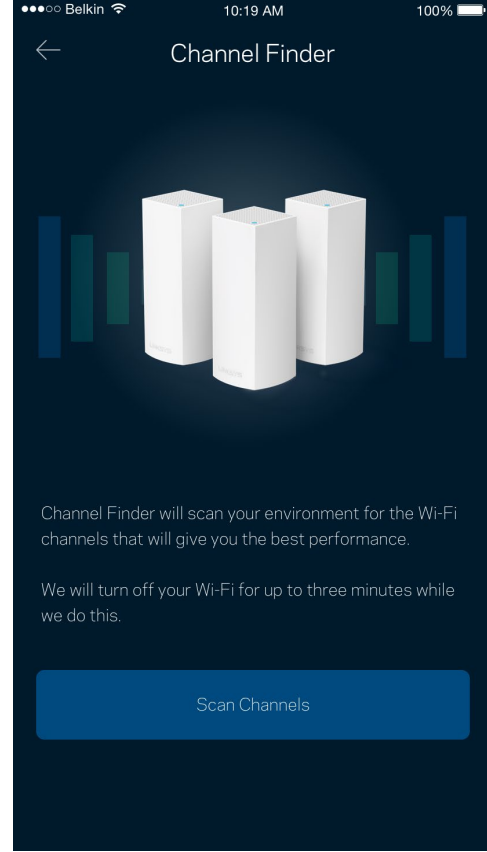 Belkin 10:19 AM 100%
Channel Finder
Channel Finder will scan your environment for the Wi-Fi
channels that will give you the best performance.
We will turn off your Wi-Fi for up to three minutes while
we do this.
Scan Channels